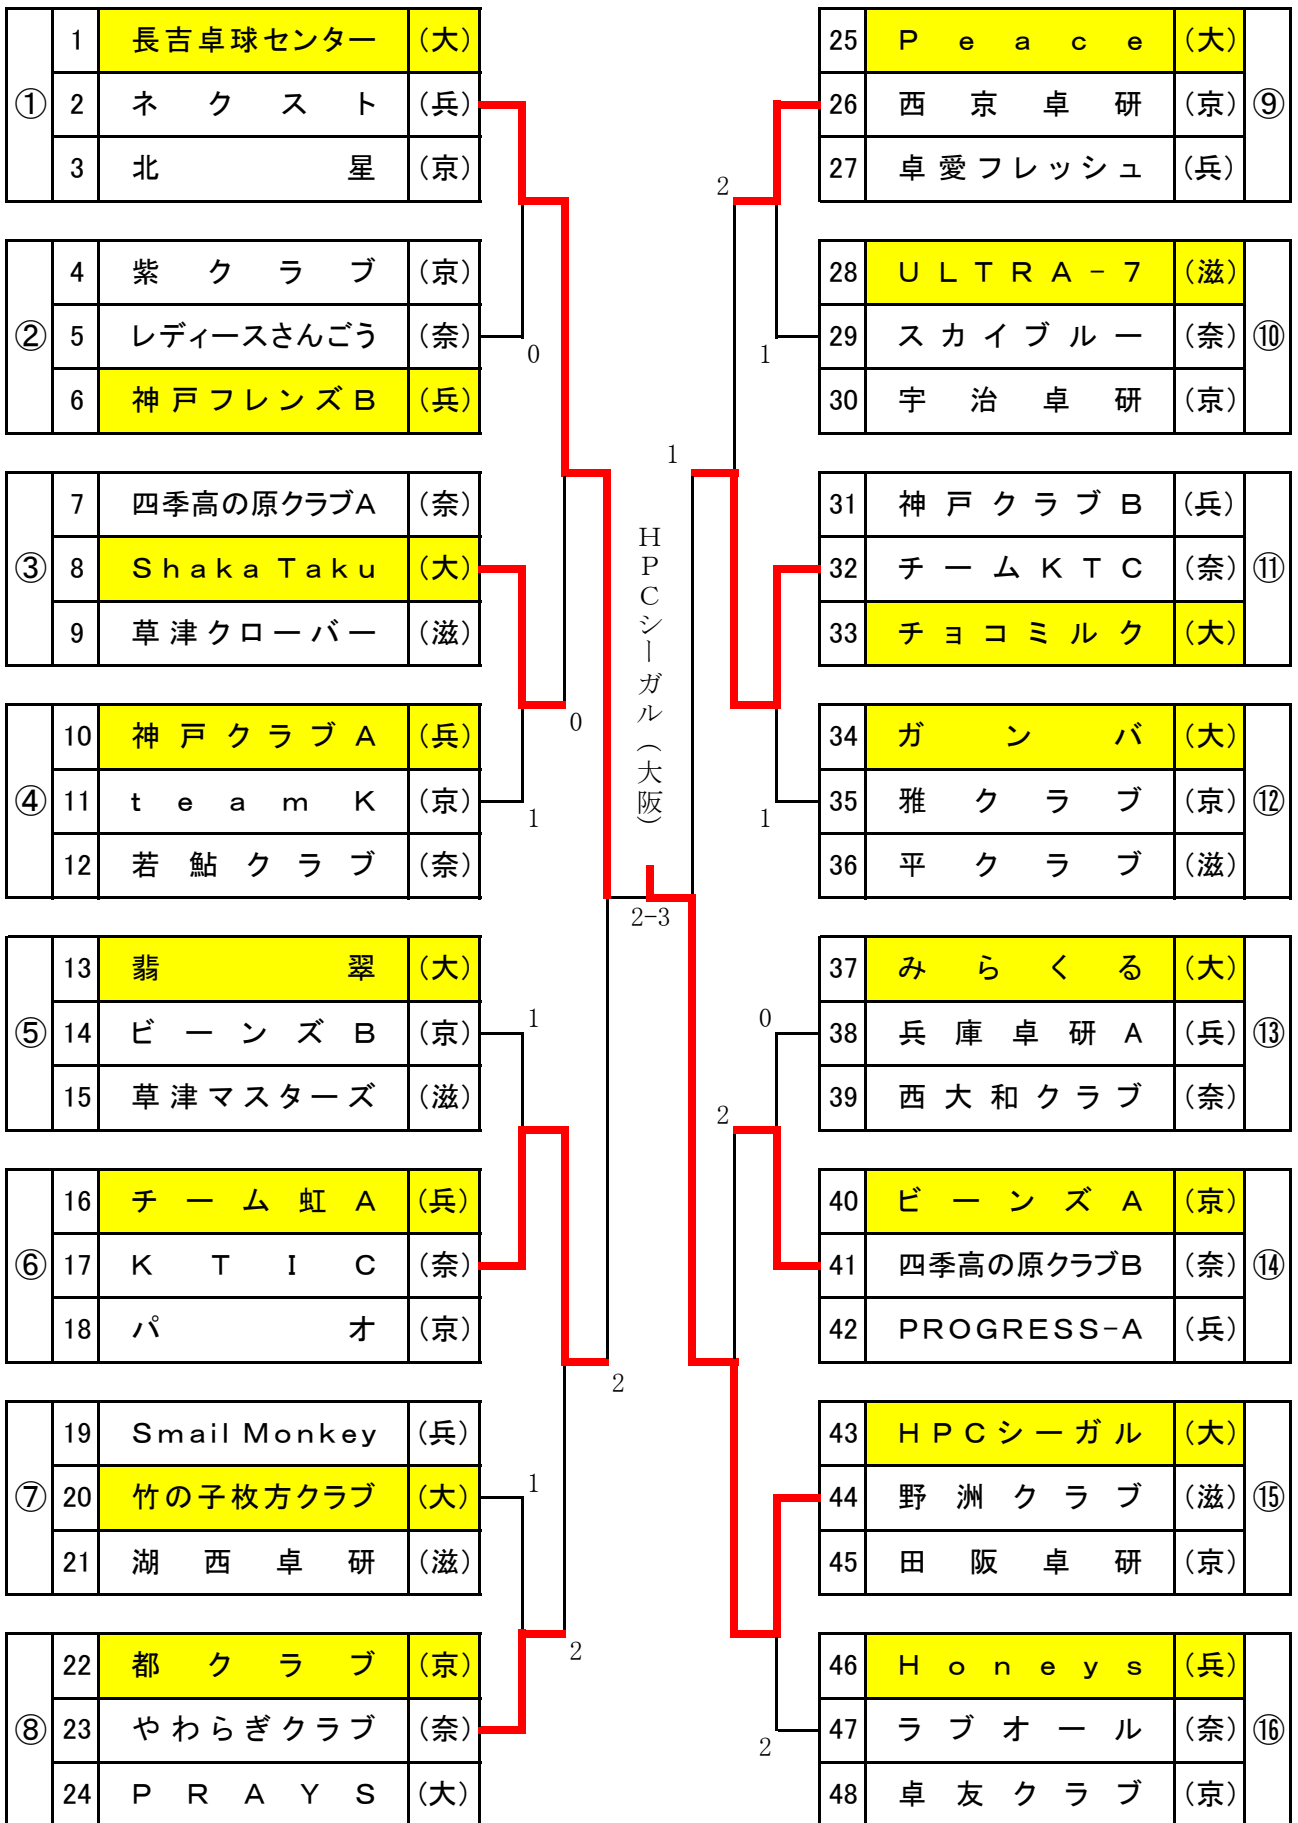 ① 1 長吉卓球センター (大)
2 ネクスト (兵)
3 北星 (京)
② 4 紫クラブ (京)
5 レディースさんごう (奈)
6 神戸フレンズB (兵)
0
③ 7 四季高の原クラブA (奈)
8 Shaka Taku (大)
9 草津クローバー (滋)
0
④ 10 神戸クラブA (兵)
11 teamK (京)
12 若鮎クラブ (奈)
1
⑤ 13 翡翠 (大)
14 ビーンズB (京)
15 草津マスターズ (滋)
1
⑥ 16 チーム虹A (兵)
17 KTIC (奈)
18 パオ (京)
2
⑦ 19 Smail Monkey (兵)
20 竹の子枚方クラブ (大)
21 湖西卓研 (滋)
1
⑧ 22 都クラブ (京)
23 やわらぎクラブ (奈)
24 PRAYS (大)
2
HPCシーガル(大阪)
2-3
25 Peace (大) ⑨
26 西京卓研 (京)
27 卓愛フレッシュ (兵)
2
28 ULTRA-7 (滋) ⑩
29 スカイブルー (奈)
30 宇治卓研 (京)
1
1
31 神戸クラブB (兵) ⑪
32 チームKTC (奈)
33 チョコミルク (大)
34 ガンバ (大) ⑫
35 雅クラブ (京)
36 平クラブ (滋)
1
37 みらくる (大) ⑬
38 兵庫卓研A (兵)
39 西大和クラブ (奈)
0
2
40 ビーンズA (京) ⑭
41 四季高の原クラブB (奈)
42 PROGRESS-A (兵)
43 HPCシーガル (大) ⑮
44 野洲クラブ (滋)
45 田阪卓研 (京)
46 Honeys (兵) ⑯
47 ラブオール (奈)
48 卓友クラブ (京)
2